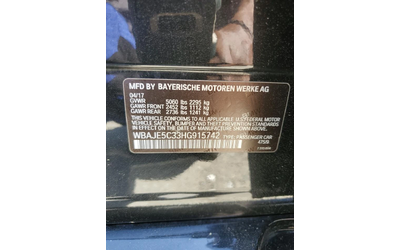 MFD BY BAYERISCHE MOTOREN WERKE AG
04/17
GVWR 5060 lbs 2295 kg
GAWR FRONT 2452 lbs 1112 kg
GAWR REAR 2736 lbs 1241 kg
THIS VEHICLE CONFORMS TO ALL APPLICABLE U.S. FEDERAL MOTOR
VEHICLE SAFETY, BUMPER, AND THEFT PREVENTION STANDARDS
IN EFFECT ON THE DATE OF MANUFACTURE SHOWN ABOVE.
WBAJE5C33HG915742 TYPE: PASSENGER CAR